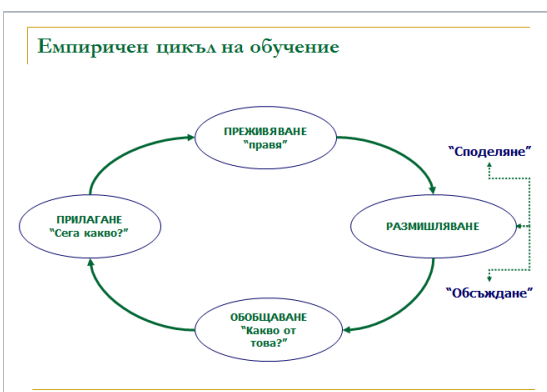 Емпиричен цикъл на обучение
ПРЕЖИВЯВАНЕ
“правя”
“Споделяне”
ПРИЛАГАНЕ
“Сега какво?”
РАЗМИШЛЯВАНЕ
“Обсъждане”
ОБОБЩАВАНЕ
“Какво от
това?”